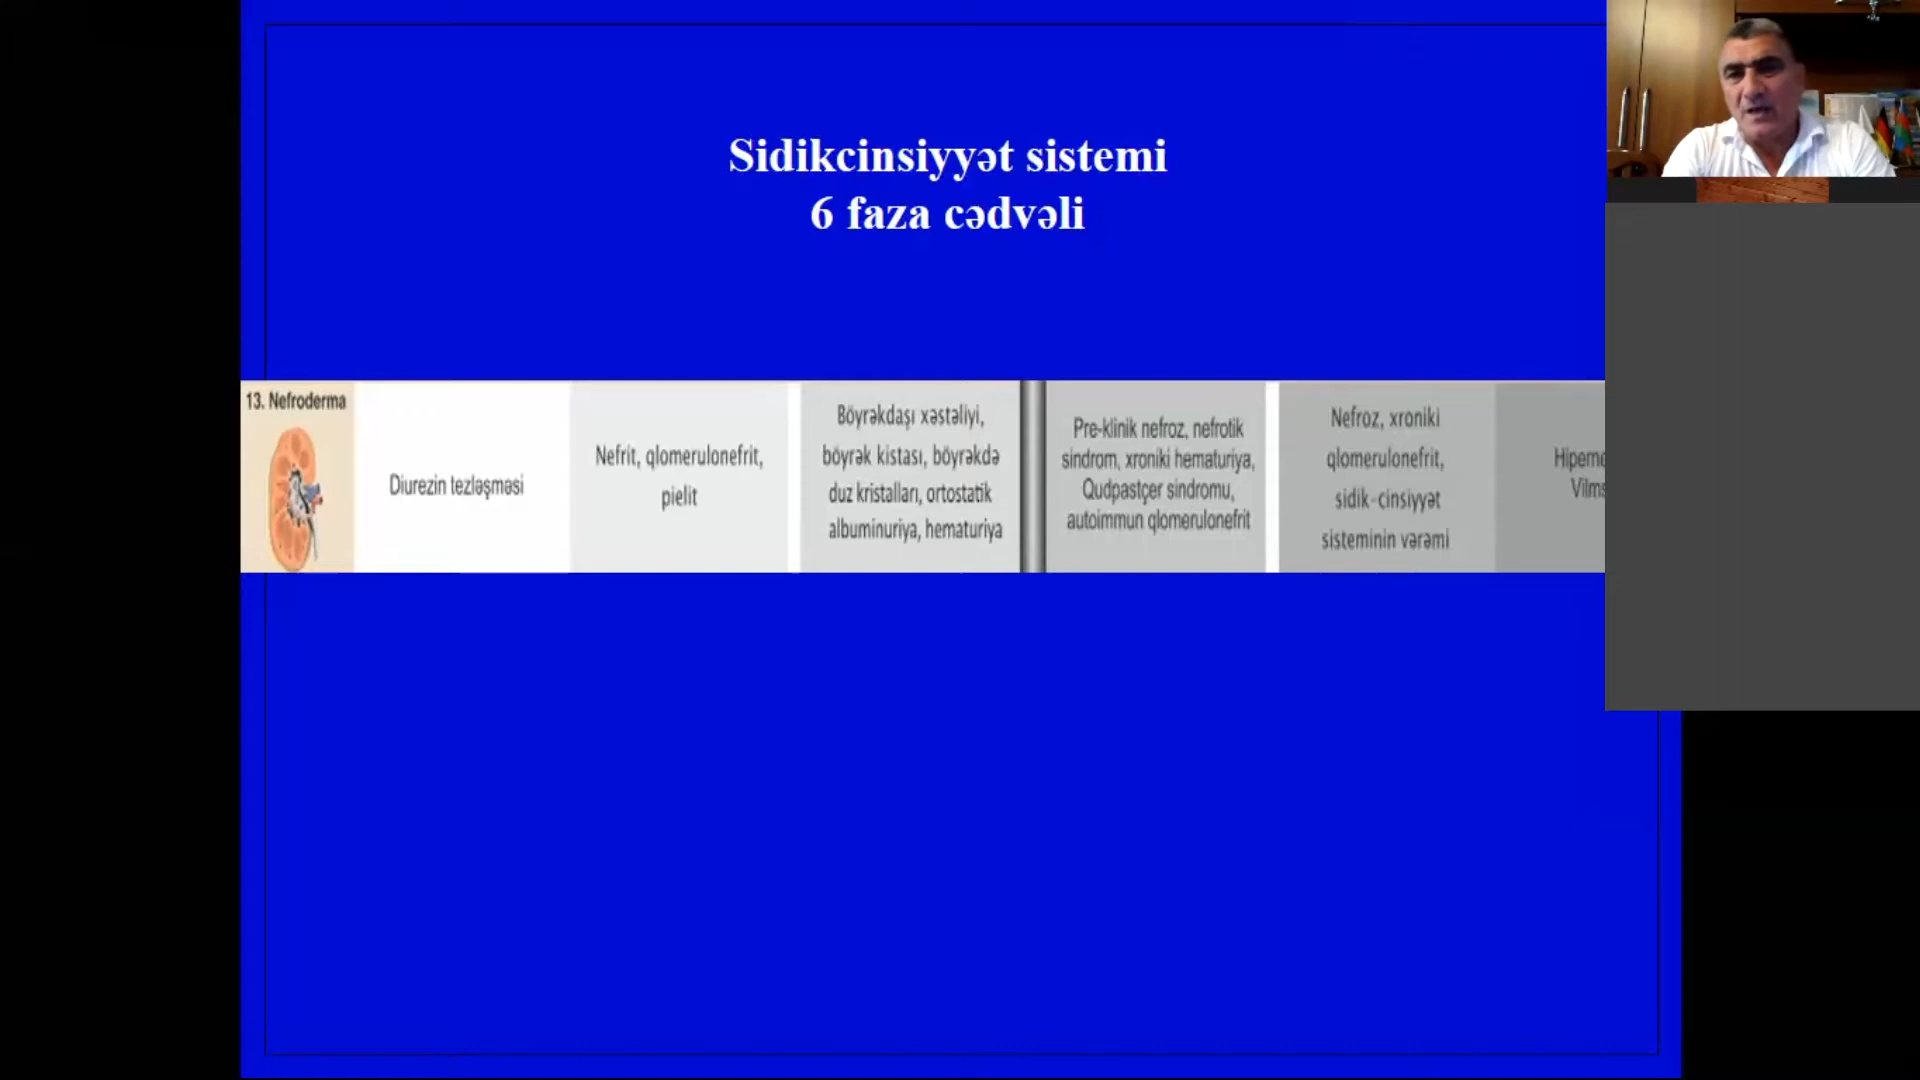 Sidikcinsiyyət sistemi
6 faza cədvəli
13. Nefroderma
Diurezin tezləşməsi
Nefrit, qlomerulonefrit,
pielit
Böyrəkdaşı xəstəliyi,
böyrək kistası, böyrəkdə
duz kristalları, ortostatik
albuminuriya, hematuriya
Pre-klinik nefroz, nefrotik
sindrom, xroniki hematuriya,
Qudpastçer sindromu,
autoimmun qlomerulonefrit
Nefroz, xroniki
qlomerulonefrit,
sidik-cinsiyyət
sisteminin vərəmi